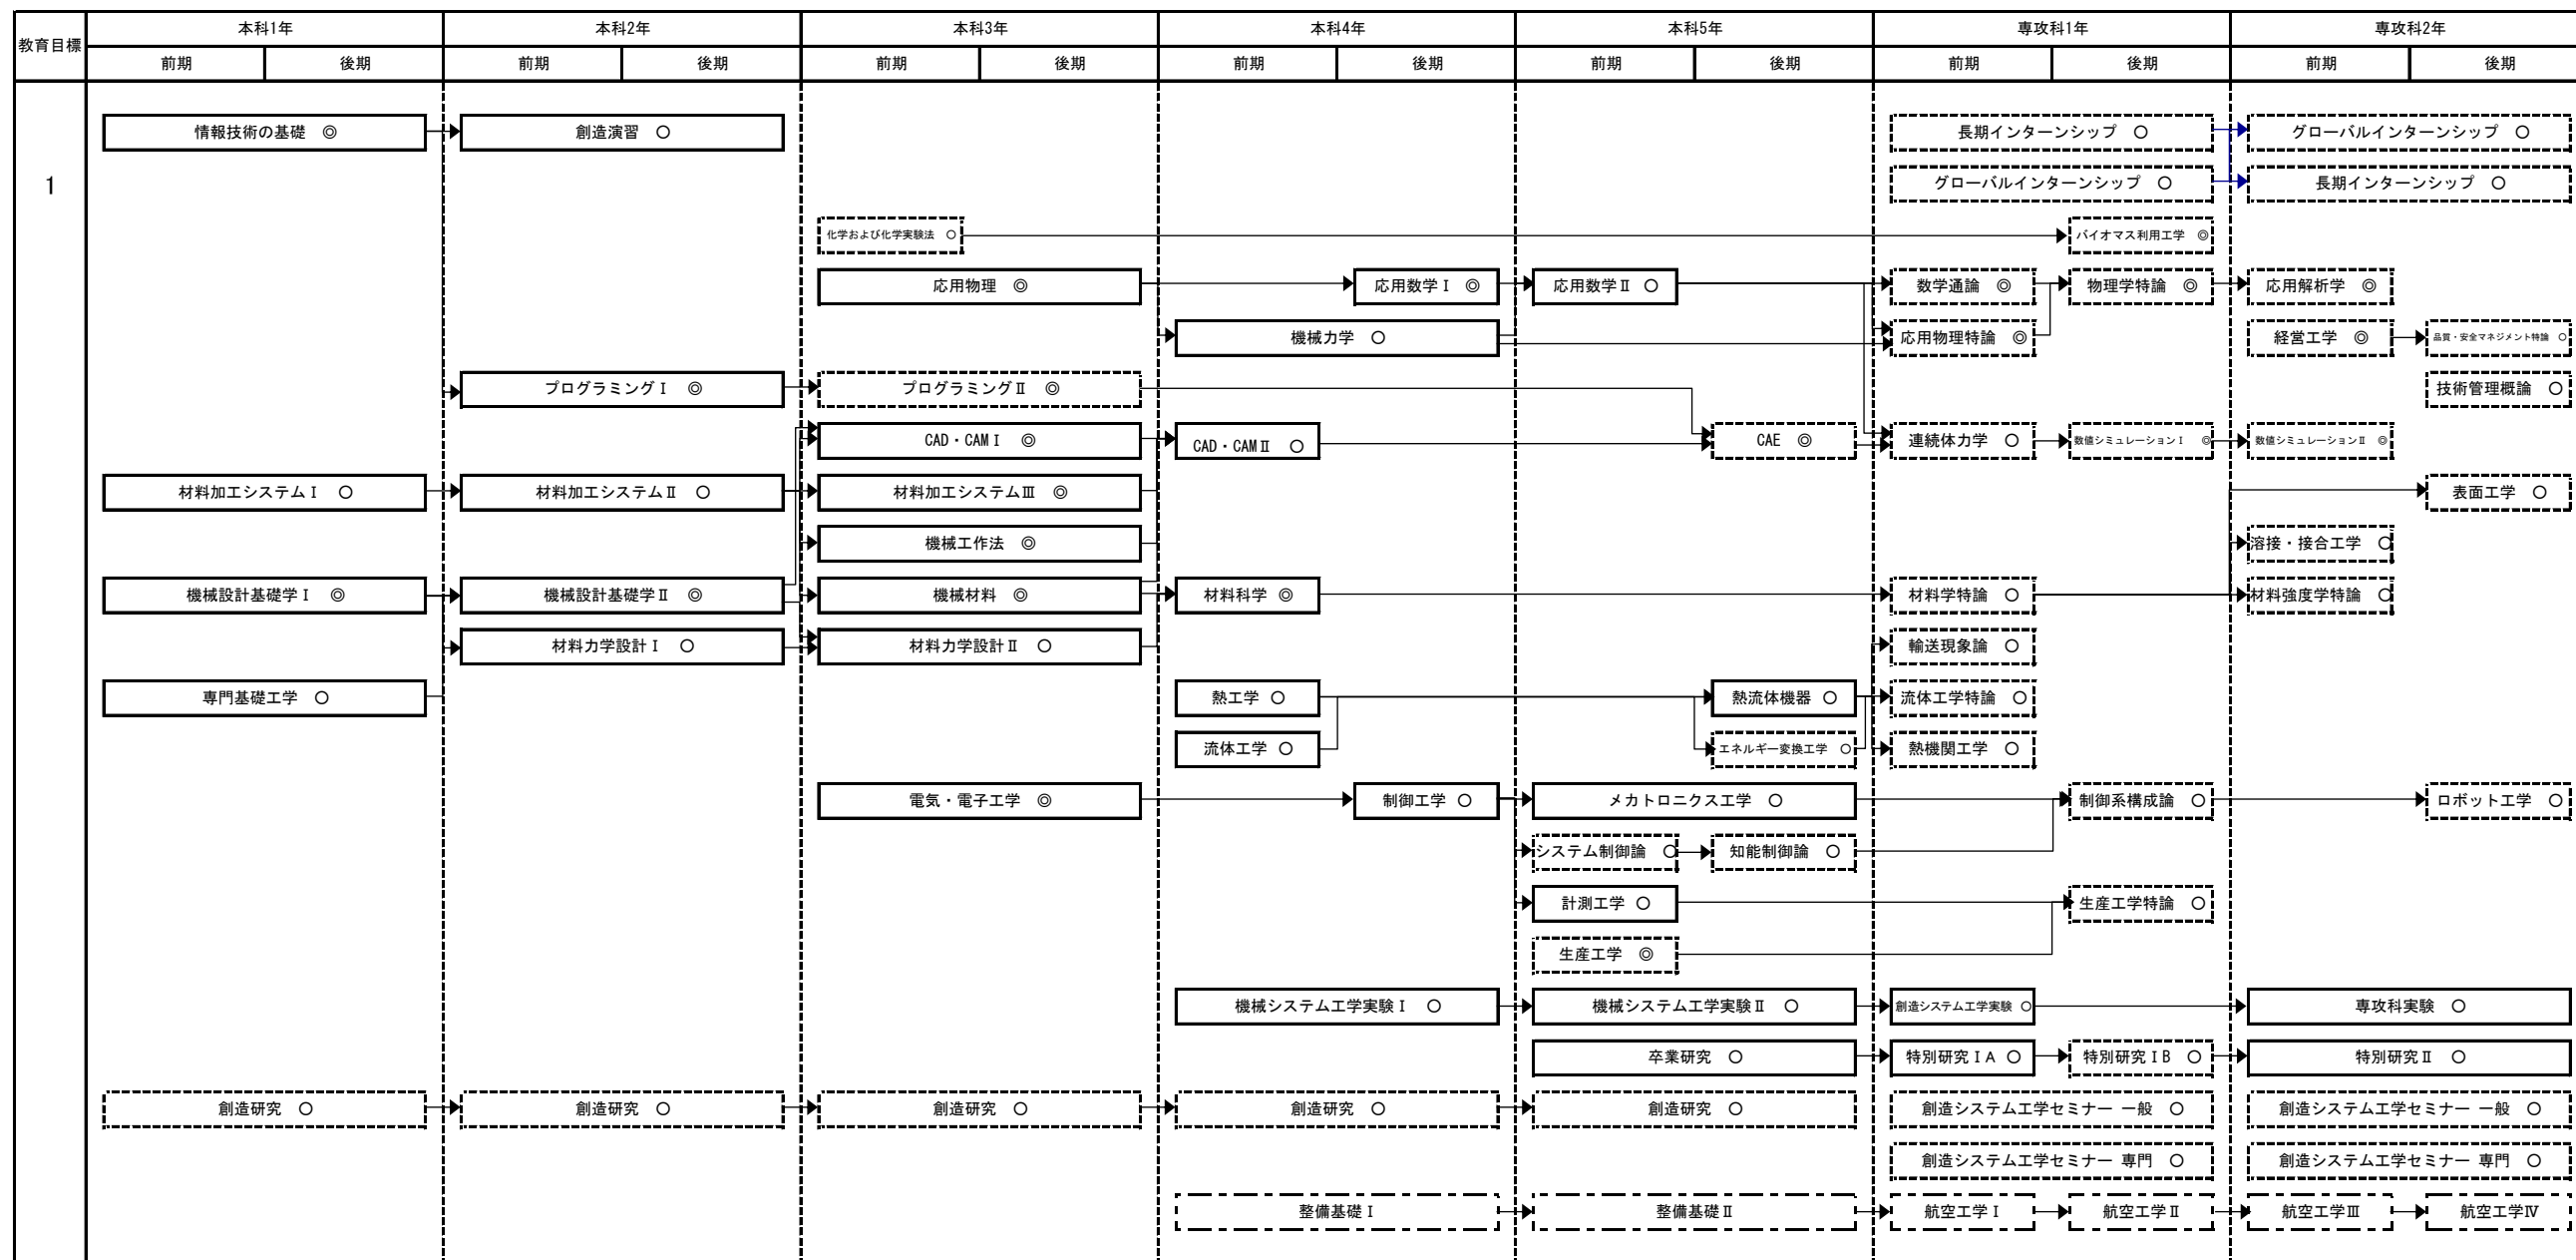 教育目標 本科1年 本科2年 本科3年 本科4年 本科5年 専攻科1年 専攻科2年
前期 後期 前期 後期 前期 後期 前期 後期 前期 後期 前期 後期 前期 後期
情報技術の基礎 ◎ 創造演習 ○ 長期インターンシップ ○ グローバルインターンシップ ○
1 グローバルインターンシップ ○ 長期インターンシップ ○
化学および化学実験法 ○ バイオマス利用工学 ◎
応用物理 ◎ 応用数学Ⅰ ◎ 応用数学Ⅱ ○ 数学通論 ◎ 物理学特論 ◎ 応用解析学 ◎
機械力学 ○ 応用物理特論 ◎ 経営工学 ◎ 品質・安全マネジメント特論 ○
プログラミングⅠ ◎ プログラミングⅡ ◎ 技術管理概論 ○
CAD・CAMⅠ ◎ CAD・CAMⅡ ○ CAE ◎ 連続体力学 ○ 数値シミュレーションⅠ ◎ 数値シミュレーションⅡ ◎
材料加工システムⅠ ○ 材料加工システムⅡ ○ 材料加工システムⅢ ◎ 表面工学 ○
機械工作法 ◎ 溶接・接合工学 ○
機械設計基礎学Ⅰ ◎ 機械設計基礎学Ⅱ ◎ 機械材料 ◎ 材料科学 ◎ 材料学特論 ○ 材料強度学特論 ○
材料力学設計Ⅰ ○ 材料力学設計Ⅱ ○ 輸送現象論 ○
専門基礎工学 ○ 熱工学 ○ 熱流体機器 ○ 流体工学特論 ○
流体工学 ○ エネルギー変換工学 ○ 熱機関工学 ○
電気・電子工学 ◎ 制御工学 ○ メカトロニクス工学 ○ 制御系構成論 ○ ロボット工学 ○
システム制御論 ○ 知能制御論 ○
計測工学 ○ 生産工学特論 ○
生産工学 ◎
機械システム工学実験Ⅰ ○ 機械システム工学実験Ⅱ ○ 創造システム工学実験 ○ 専攻科実験 ○
卒業研究 ○ 特別研究ⅠA ○ 特別研究ⅠB ○ 特別研究Ⅱ ○
創造研究 ○ 創造研究 ○ 創造研究 ○ 創造研究 ○ 創造研究 ○ 創造システム工学セミナー 一般 ○ 創造システム工学セミナー 一般 ○
創造システム工学セミナー 専門 ○ 創造システム工学セミナー 専門 ○
整備基礎Ⅰ 整備基礎Ⅱ 航空工学Ⅰ 航空工学Ⅱ 航空工学Ⅲ 航空工学Ⅳ